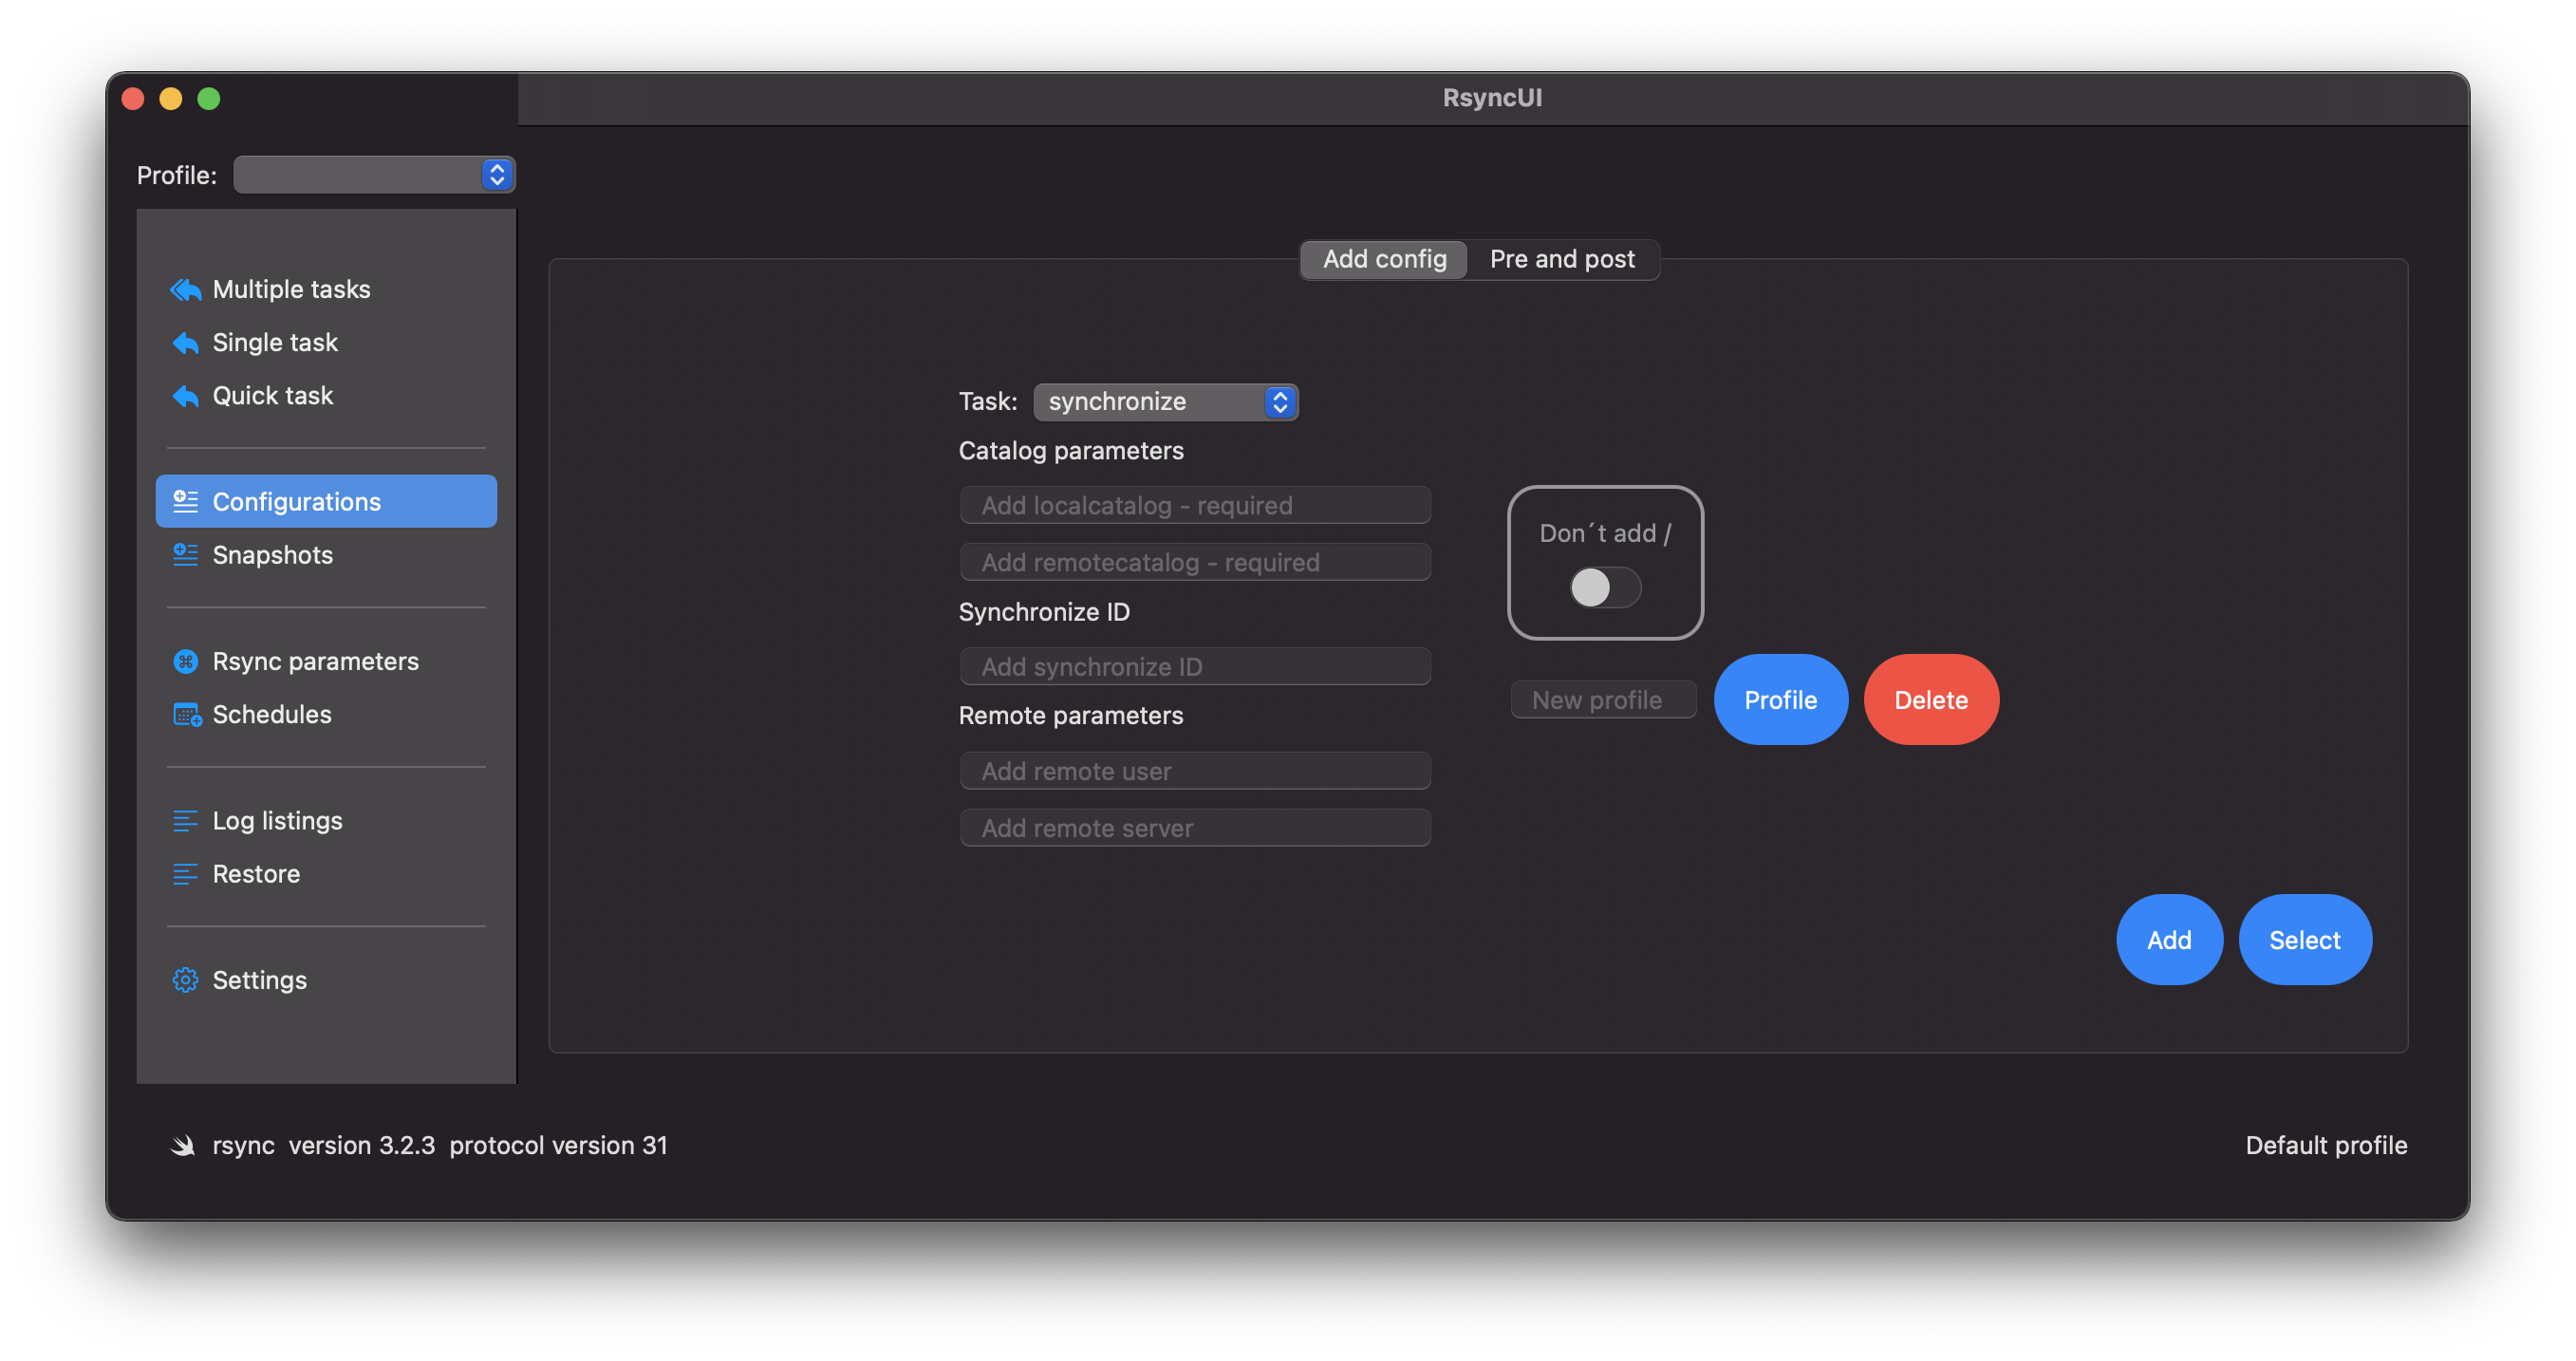 RsyncUI
Profile:
Multiple tasks
Single task
Quick task
Configurations
Snapshots
Rsync parameters
Schedules
Log listings
Restore
Settings
Add config
Pre and post
Task: synchronize
Catalog parameters
Add localcatalog - required
Add remotecatalog - required
Don´t add /
Synchronize ID
Add synchronize ID
New profile
Profile
Delete
Remote parameters
Add remote user
Add remote server
Add
Select
rsync  version 3.2.3  protocol version 31
Default profile